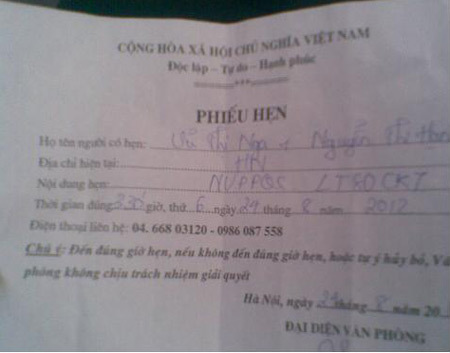 CỘNG HÒA XÃ HỘI CHỦ NGHĨA VIỆT NAM
Độc lập – Tự do – Hạnh phúc
PHIẾU HẸN
Họ tên người có hẹn: Vũ Thị Nga + Nguyễn Thị
Địa chỉ hiện tại: HN
Nội dung hẹn:
Thời gian đúng giờ, thứ 6 ngày 24 tháng 8 năm 2012
Điện thoại liên hệ: 04. 668 03120 - 0986 087 558
Chú ý: Đến đúng giờ hẹn, nếu không đến đúng giờ hẹn, hoặc tự ý hủy bỏ, Vă
phòng không chịu trách nhiệm giải quyết
Hà Nội, ngày tháng 8 năm 20
ĐẠI DIỆN VĂN PHÒNG